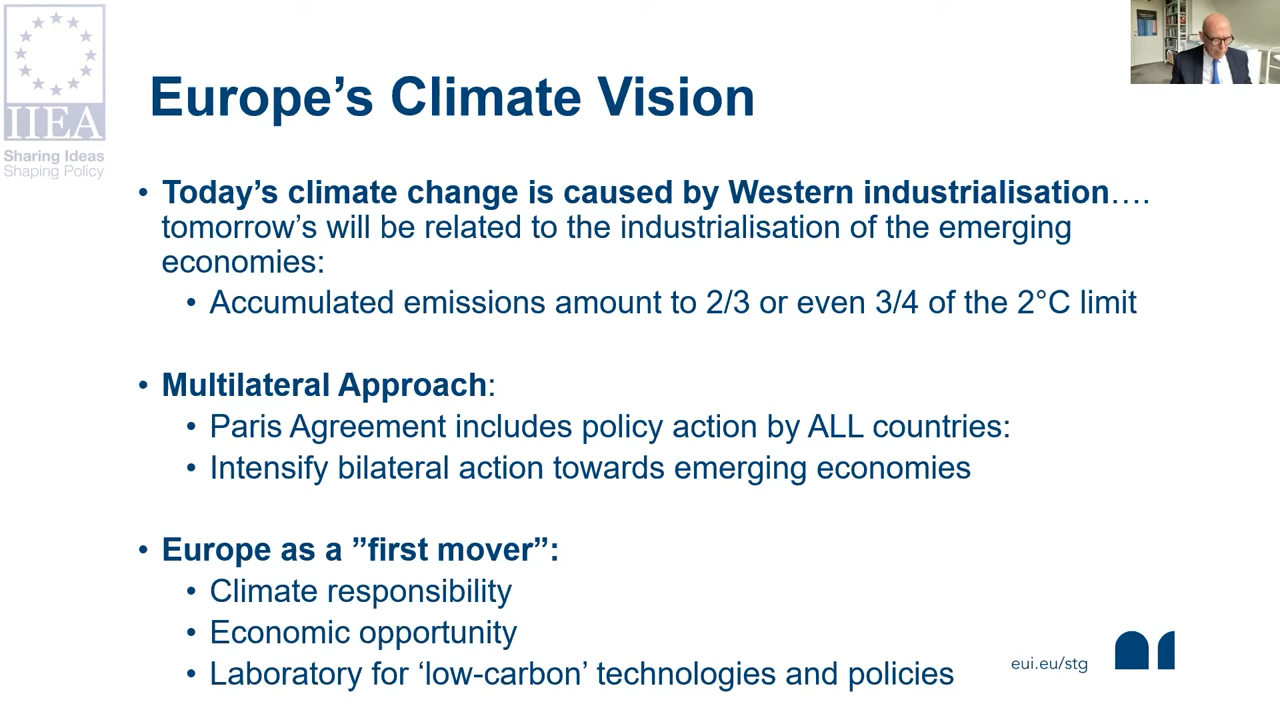 IIEA
Sharing Ideas
Shaping Policy
Europe’s Climate Vision
• Today’s climate change is caused by Western industrialisation….
tomorrow’s will be related to the industrialisation of the emerging
economies:
• Accumulated emissions amount to 2/3 or even 3/4 of the 2°C limit
• Multilateral Approach:
• Paris Agreement includes policy action by ALL countries:
• Intensify bilateral action towards emerging economies
• Europe as a ”first mover”:
• Climate responsibility
• Economic opportunity
• Laboratory for ‘low-carbon’ technologies and policies
eui.eu/stg